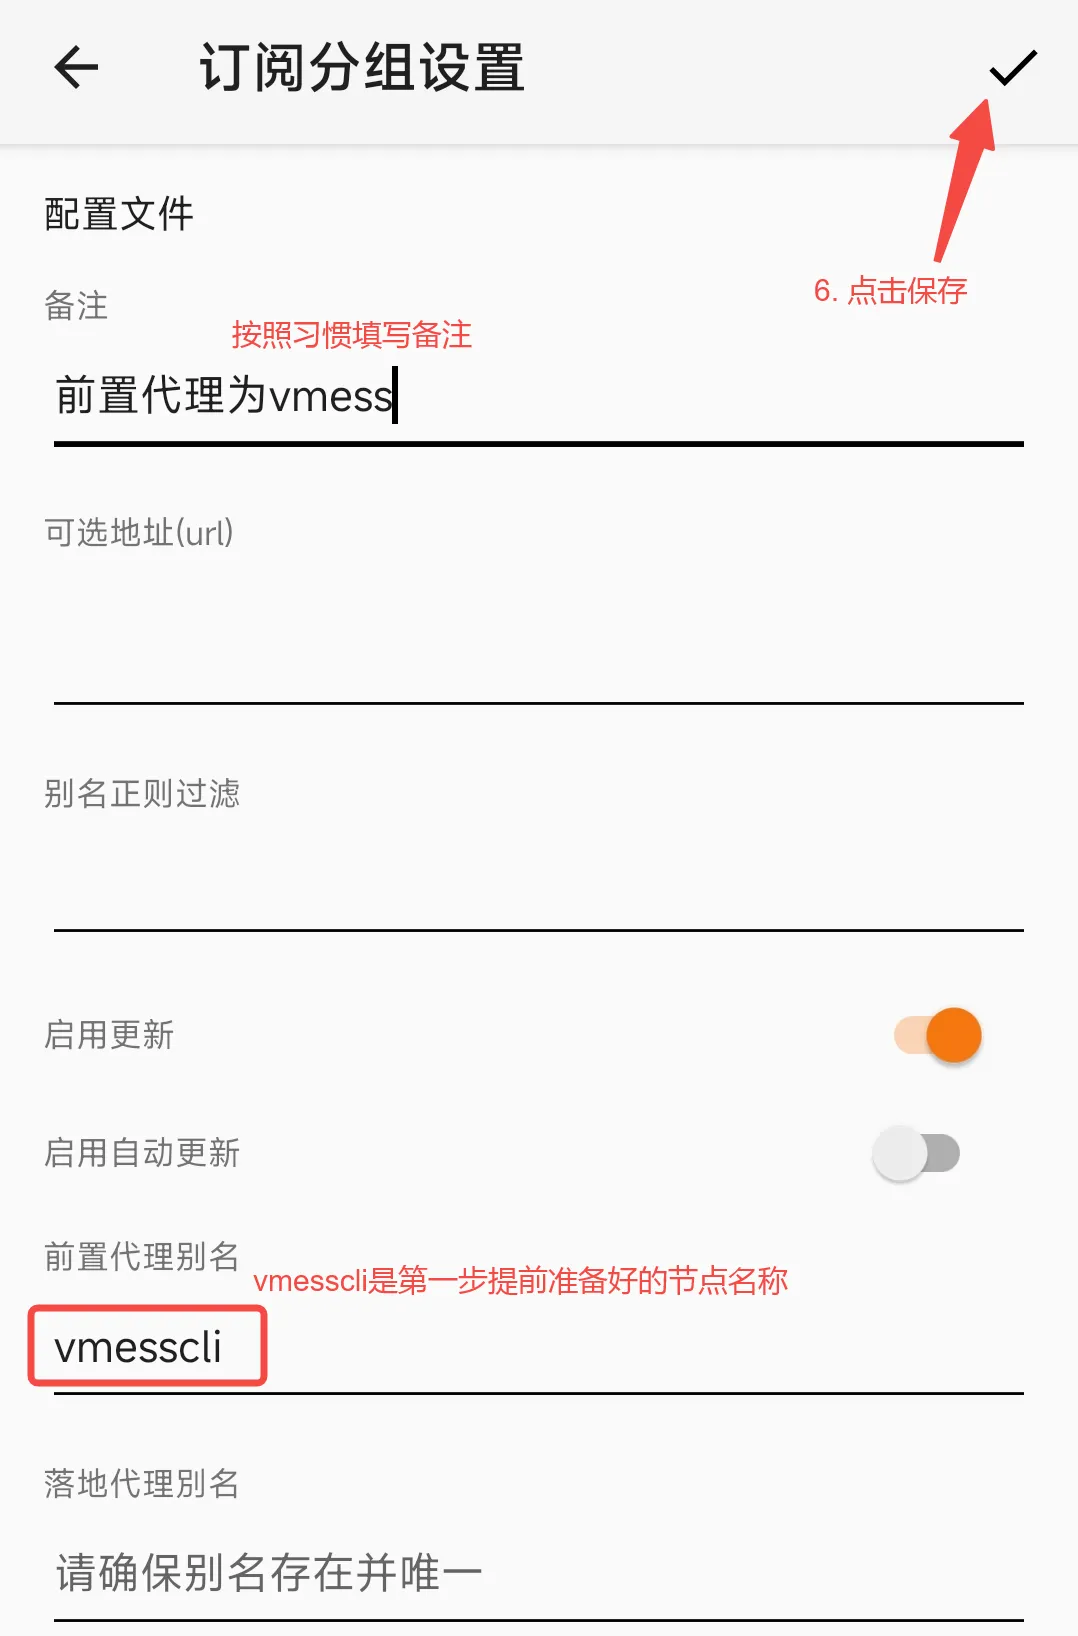 订阅分组设置
配置文件
6. 点击保存
备注
按照习惯填写备注
前置代理为vmess
可选地址(url)
别名正则过滤
启用更新
启用自动更新
前置代理别名
vmesscli是第一步提前准备好的节点名称
vmesscli
落地代理別名
请确保别名存在并唯一